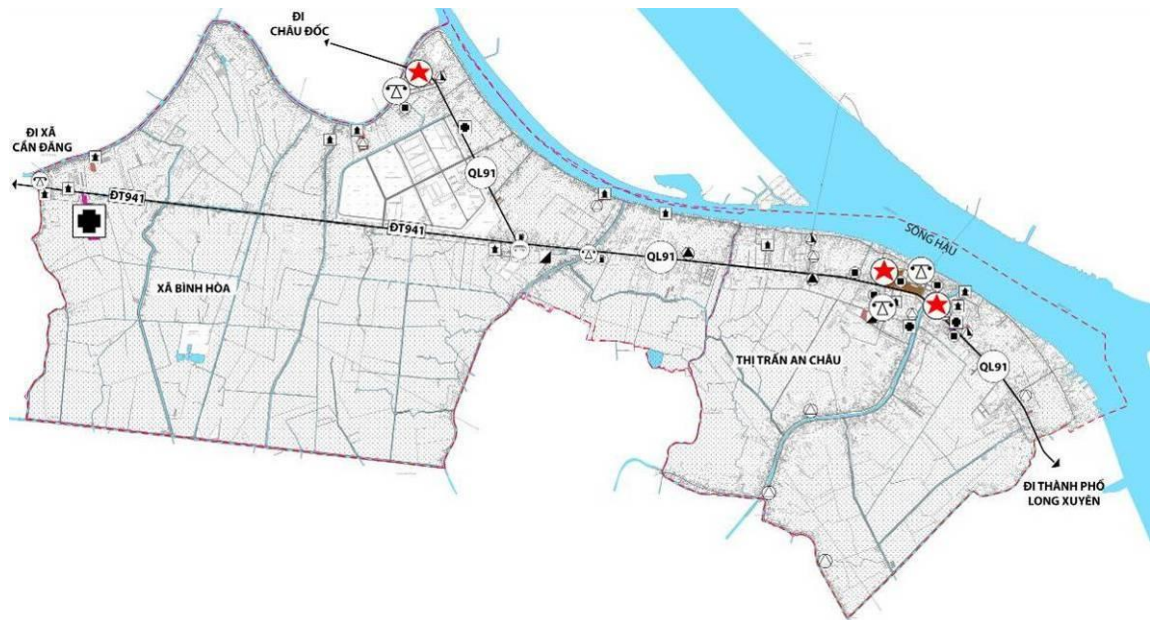 ĐI
CHÂU ĐỐC
ĐI XÃ
CẦN ĐĂNG
QL91
ĐT941
ĐT941
QL91
SÔNG HẬU
XÃ BÌNH HÒA
THỊ TRẤN AN CHÂU
QL91
ĐI THÀNH PHỐ
LONG XUYÊN